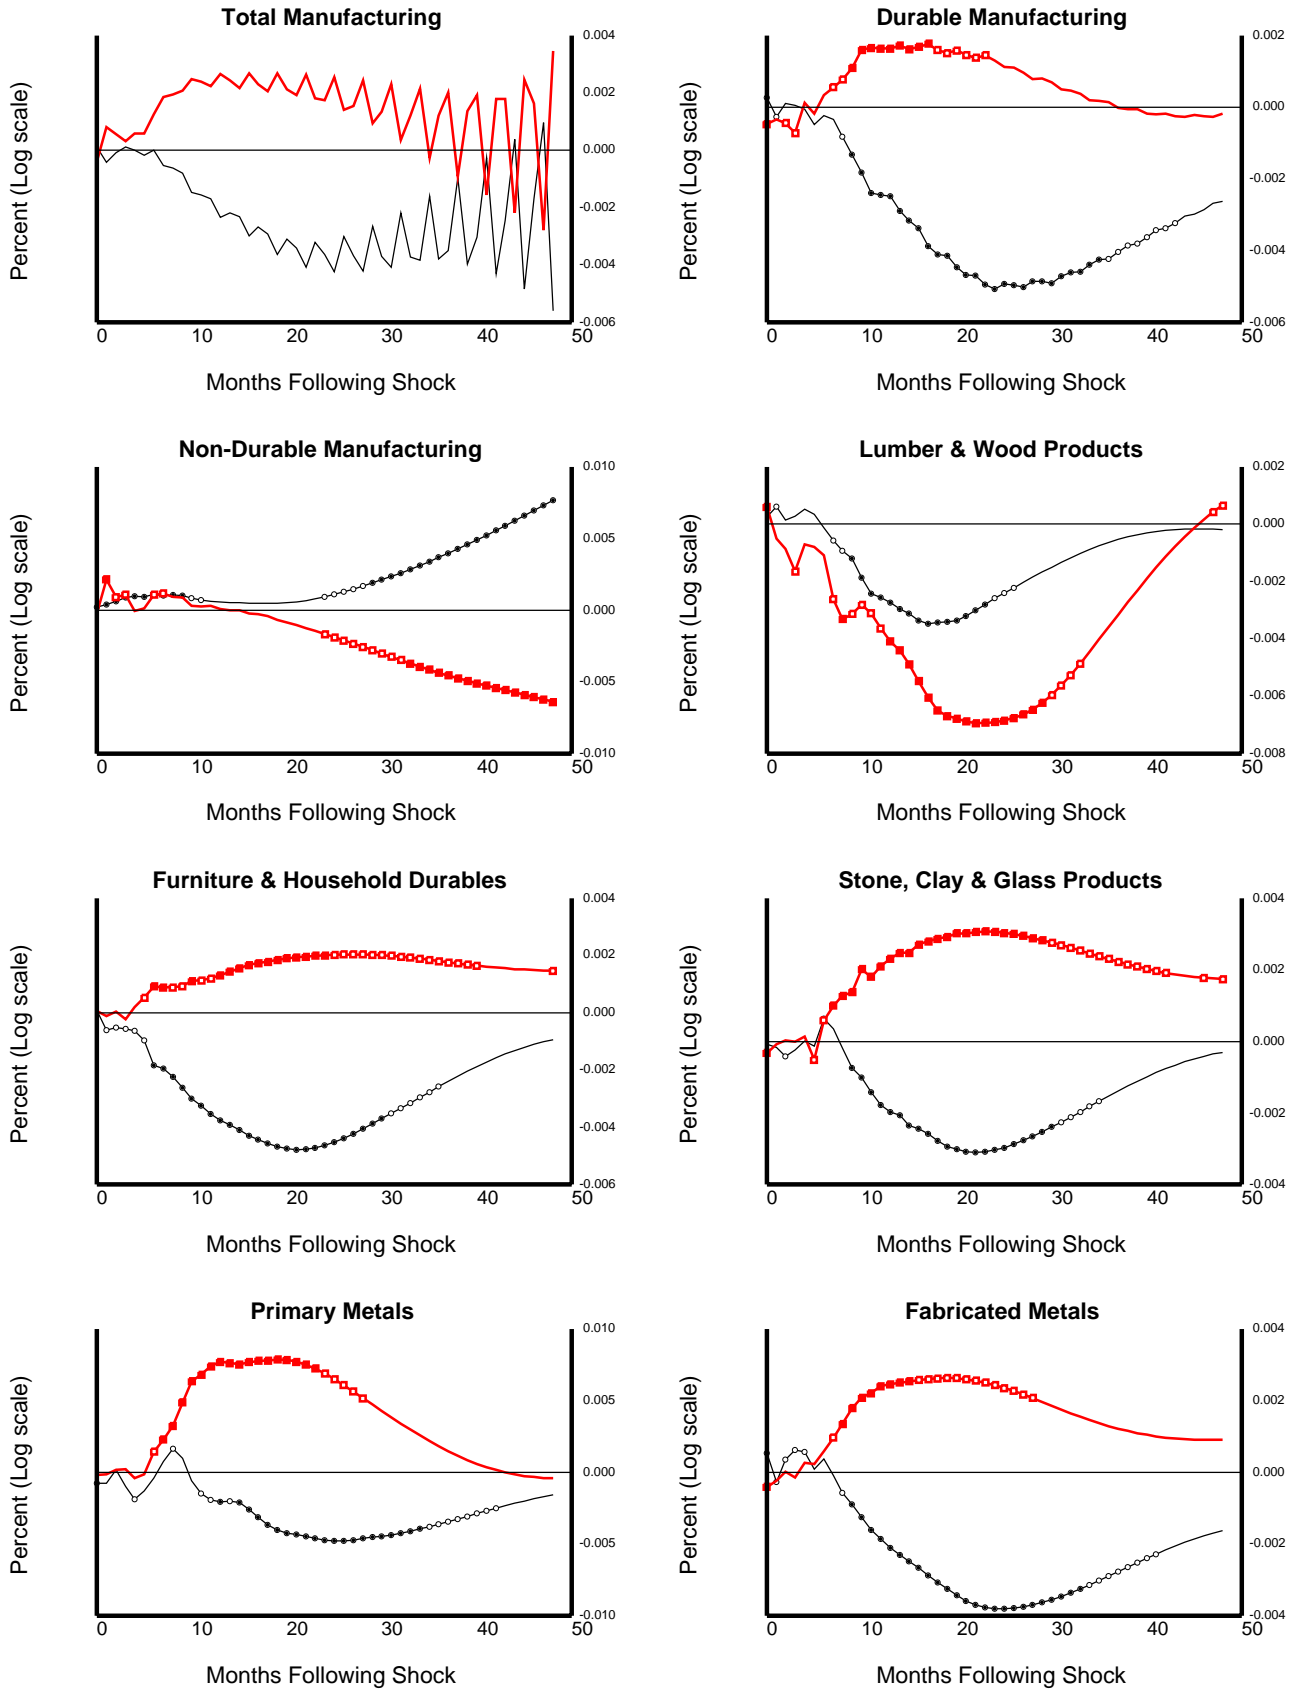 Total Manufacturing
Percent (Log scale)
0.004
0.002
0.000
-0.002
-0.004
-0.006
0 10 20 30 40 50
Months Following Shock
Durable Manufacturing
Percent (Log scale)
0.002
0.000
-0.002
-0.004
-0.006
0 10 20 30 40 50
Months Following Shock
Non-Durable Manufacturing
Percent (Log scale)
0.010
0.005
0.000
-0.005
-0.010
0 10 20 30 40 50
Months Following Shock
Lumber & Wood Products
Percent (Log scale)
0.002
0.000
-0.002
-0.004
-0.006
-0.008
0 10 20 30 40 50
Months Following Shock
Furniture & Household Durables
Percent (Log scale)
0.004
0.002
0.000
-0.002
-0.004
-0.006
0 10 20 30 40 50
Months Following Shock
Stone, Clay & Glass Products
Percent (Log scale)
0.004
0.002
0.000
-0.002
-0.004
0 10 20 30 40 50
Months Following Shock
Primary Metals
Percent (Log scale)
0.010
0.005
0.000
-0.005
-0.010
0 10 20 30 40 50
Months Following Shock
Fabricated Metals
Percent (Log scale)
0.004
0.002
0.000
-0.002
-0.004
0 10 20 30 40 50
Months Following Shock